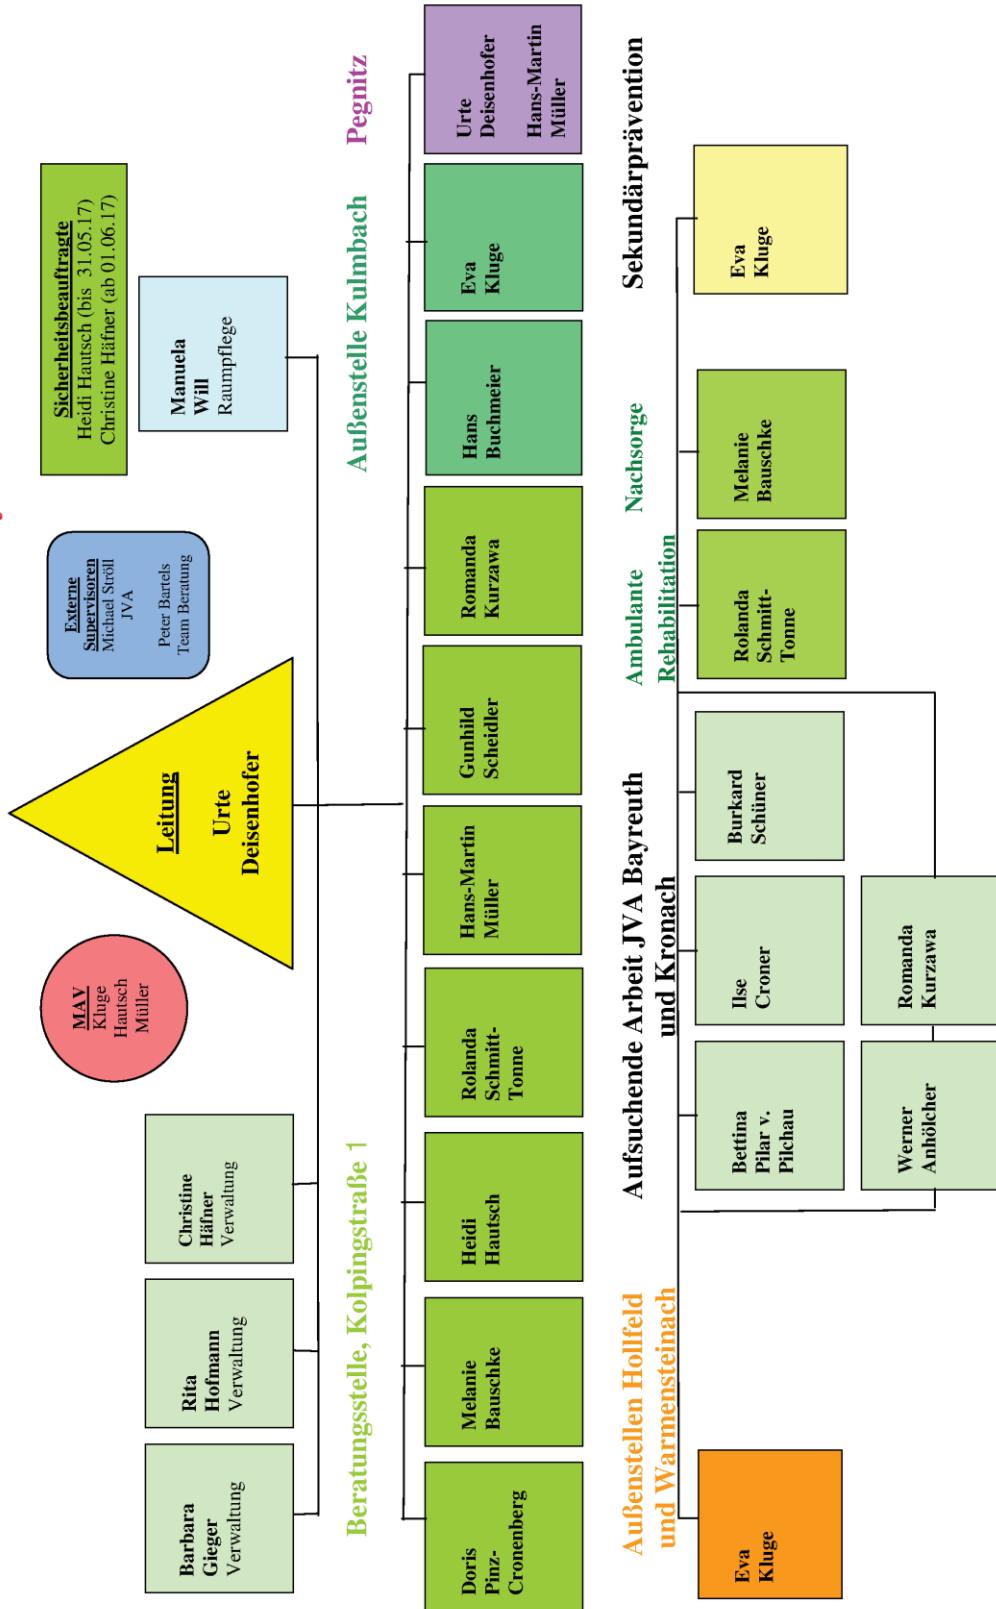 Sicherheitsbeauftragte
Heidi Hautsch (bis 31.05.17)
Christine Häfner (ab 01.06.17)
MAV
Kluge
Hautsch
Müller
Leitung
Urte
Deisenhofer
Externe
Supervisoren
Michael Ströll
JVA
Peter Bartels
Team Beratung
Barbara
Gieger
Verwaltung
Rita
Hofmann
Verwaltung
Christine
Häfner
Verwaltung
Manuela
Will
Raumpflege
Beratungsstelle, Kolpingstraße 1
Außenstelle Kulmbach
Pegnitz
Doris
Pinz-
Cronenberg
Melanie
Bauschke
Heidi
Hautsch
Rolanda
Schmitt-
Tonne
Hans-Martin
Müller
Gunhild
Scheidler
Romanda
Kurzawa
Hans
Buchmeier
Eva
Kluge
Urte
Deisenhofer
Hans-Martin
Müller
Außenstellen Hollfeld
und Warmensteinach
Aufsuchende Arbeit JVA Bayreuth
und Kronach
Ambulante
Rehabilitation
Nachsorge
Sekundärprävention
Eva
Kluge
Bettina
Pilar v.
Pilchau
Ilse
Croner
Burkard
Schüner
Rolanda
Schmitt-
Tonne
Melanie
Bauschke
Eva
Kluge
Werner
Anhölcher
Romanda
Kurzawa